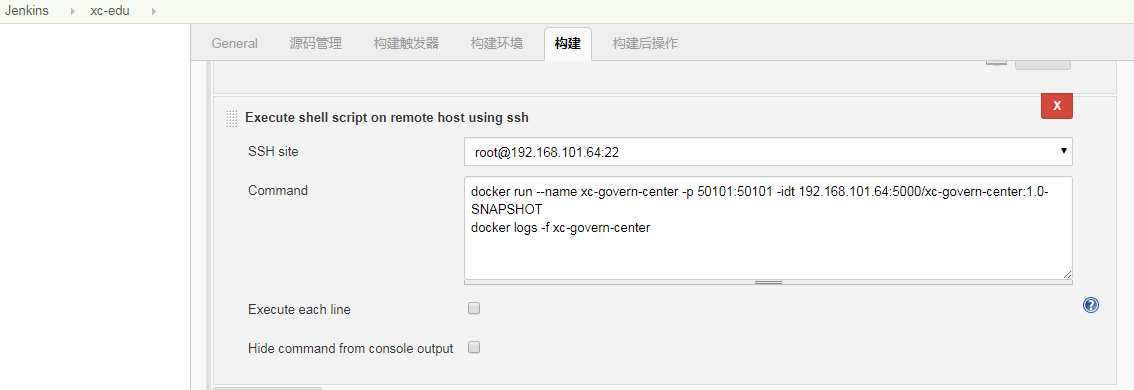 Jenkins xc-edu
General 源码管理 构建触发器 构建环境 构建 构建后操作
X
Execute shell script on remote host using ssh
SSH site root@192.168.101.64:22
Command docker run --name xc-govern-center -p 50101:50101 -idt 192.168.101.64:5000/xc-govern-center:1.0-
SNAPSHOT
docker logs -f xc-govern-center
Execute each line
?
Hide command from console output